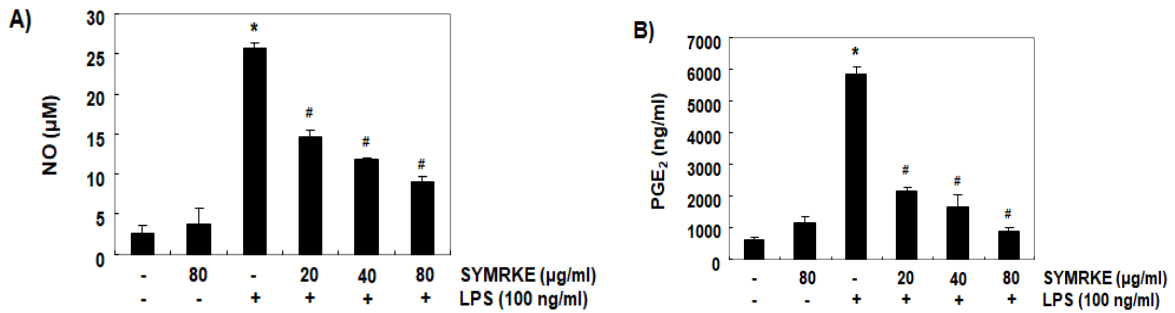 A)
30
25
20
15
10
5
0
NO (µM)
*
#
#
#
- 80 - 20 40 80 SYMRKE (µg/ml)
- - + + + + LPS (100 ng/ml)
B)
7000
6000
5000
4000
3000
2000
1000
0
PGE₂ (ng/ml)
*
#
#
#
- 80 - 20 40 80 SYMRKE (µg/ml)
- - + + + + LPS (100 ng/ml)